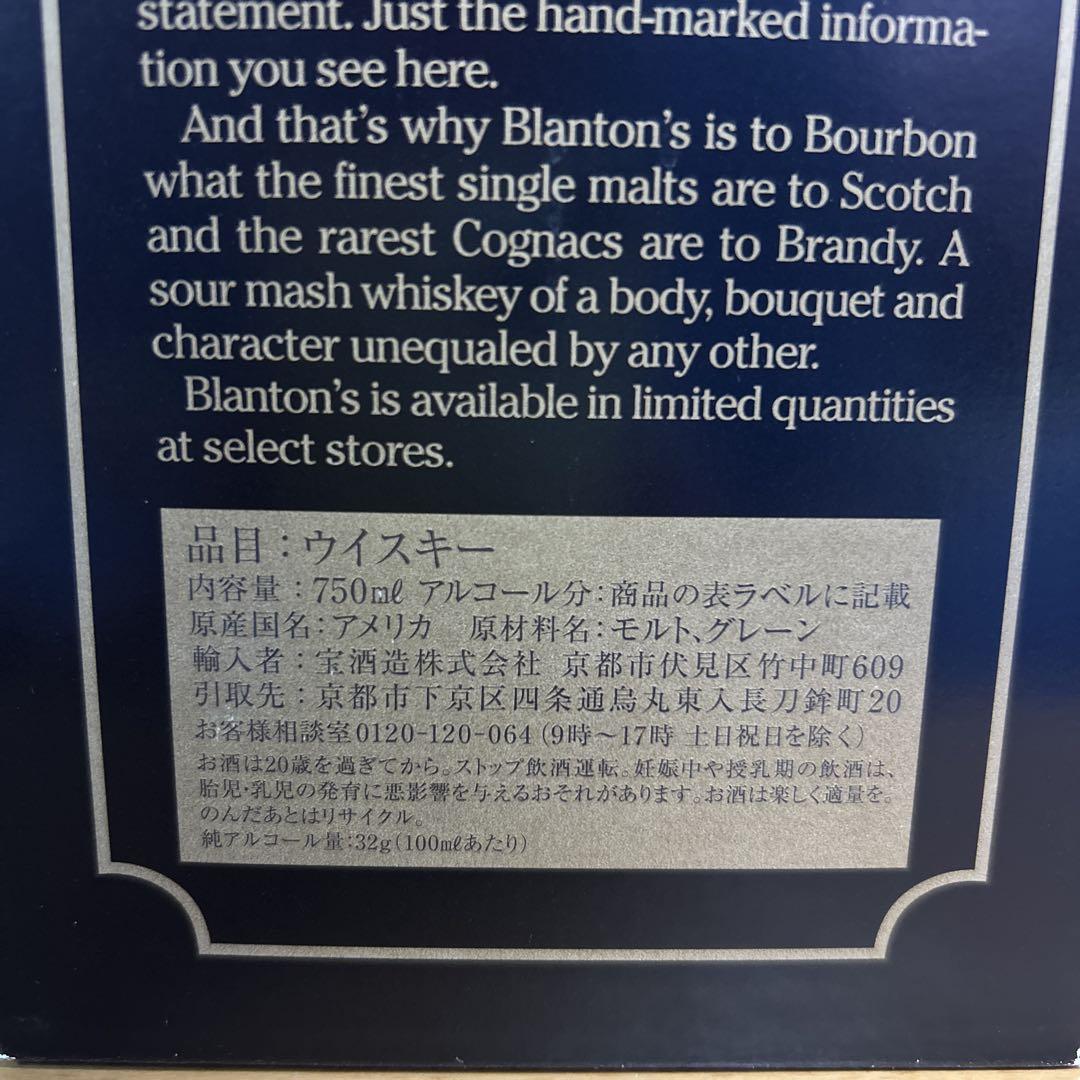 statement. Just the hand-marked informa-
tion you see here.
And that's why Blanton's is to Bourbon
what the finest single malts are to Scotch
and the rarest Cognacs are to Brandy. A
sour mash whiskey of a body, bouquet and
character unequaled by any other.
Blanton's is available in limited quantities
at select stores.
品目：ウイスキー
内容量：750㎖ アルコール分：商品の表ラベルに記載
原産国名：アメリカ 原材料名：モルト、グレーン
輸入者：宝酒造株式会社 京都市伏見区竹中町609
引取先：京都市下京区四条通烏丸東入長刀鉾町20
お客様相談室0120-120-064（9時〜17時 土日祝日を除く）
お酒は20歳を過ぎてから。ストップ飲酒運転。妊娠中や授乳期の飲酒は、
胎児・乳児の発育に悪影響を与えるおそれがあります。お酒は楽しく適量を。
のんだあとはリサイクル。
純アルコール量：32g（100㎖あたり）